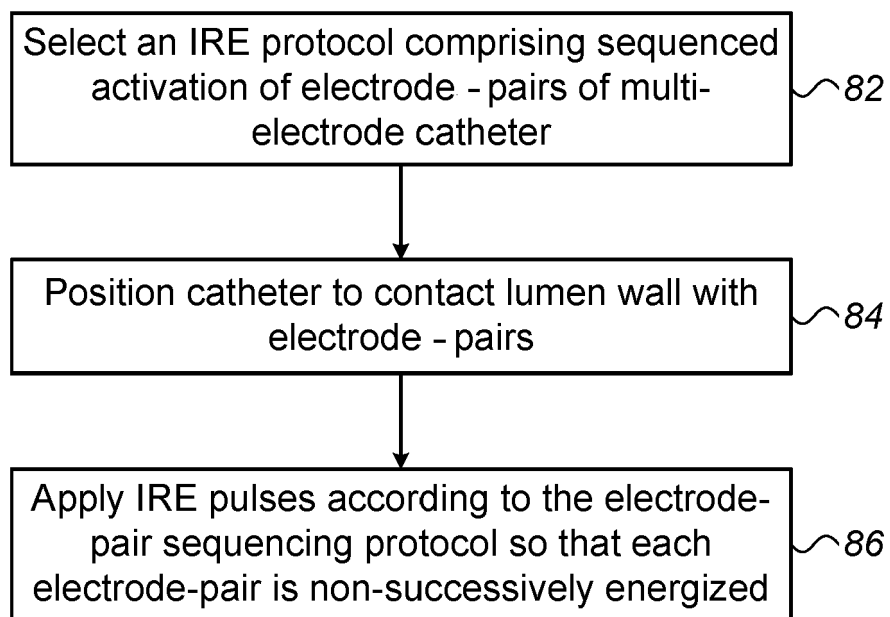 Select an IRE protocol comprising sequenced
activation of electrode - pairs of multi-
electrode catheter
82
Position catheter to contact lumen wall with
electrode - pairs
84
Apply IRE pulses according to the electrode-
pair sequencing protocol so that each
electrode-pair is non-successively energized
86